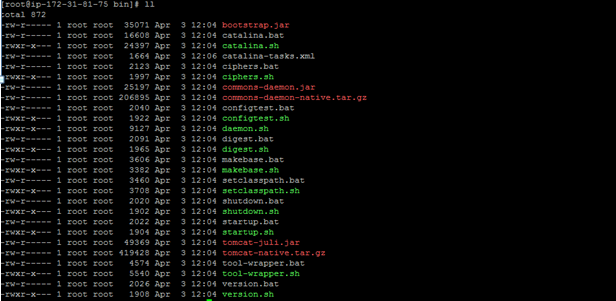 [root@ip-172-31-81-75 bin]# ll
total 872
-rw-r----- 1 root root  35071 Apr  3 12:04 bootstrap.jar
-rw-r----- 1 root root  16608 Apr  3 12:04 catalina.bat
-rwxr-x--- 1 root root  24397 Apr  3 12:04 catalina.sh
-rw-r----- 1 root root   1664 Apr  3 12:06 catalina-tasks.xml
-rw-r----- 1 root root   2123 Apr  3 12:04 ciphers.bat
-rwxr-x--- 1 root root   1997 Apr  3 12:04 ciphers.sh
-rw-r----- 1 root root  25197 Apr  3 12:04 commons-daemon.jar
-rw-r----- 1 root root 206895 Apr  3 12:04 commons-daemon-native.tar.gz
-rw-r----- 1 root root   2040 Apr  3 12:04 configtest.bat
-rwxr-x--- 1 root root   1922 Apr  3 12:04 configtest.sh
-rwxr-x--- 1 root root   9127 Apr  3 12:04 daemon.sh
-rw-r----- 1 root root   2091 Apr  3 12:04 digest.bat
-rwxr-x--- 1 root root   1965 Apr  3 12:04 digest.sh
-rw-r----- 1 root root   3606 Apr  3 12:04 makebase.bat
-rwxr-x--- 1 root root   3382 Apr  3 12:04 makebase.sh
-rw-r----- 1 root root   3460 Apr  3 12:04 setclasspath.bat
-rwxr-x--- 1 root root   3708 Apr  3 12:04 setclasspath.sh
-rw-r----- 1 root root   2020 Apr  3 12:04 shutdown.bat
-rwxr-x--- 1 root root   1902 Apr  3 12:04 shutdown.sh
-rw-r----- 1 root root   2022 Apr  3 12:04 startup.bat
-rwxr-x--- 1 root root   1904 Apr  3 12:04 startup.sh
-rw-r----- 1 root root  49369 Apr  3 12:04 tomcat-juli.jar
-rw-r----- 1 root root 419428 Apr  3 12:04 tomcat-native.tar.gz
-rw-r----- 1 root root   4574 Apr  3 12:04 tool-wrapper.bat
-rwxr-x--- 1 root root   5540 Apr  3 12:04 tool-wrapper.sh
-rw-r----- 1 root root   2026 Apr  3 12:04 version.bat
-rwxr-x--- 1 root root   1908 Apr  3 12:04 version.sh